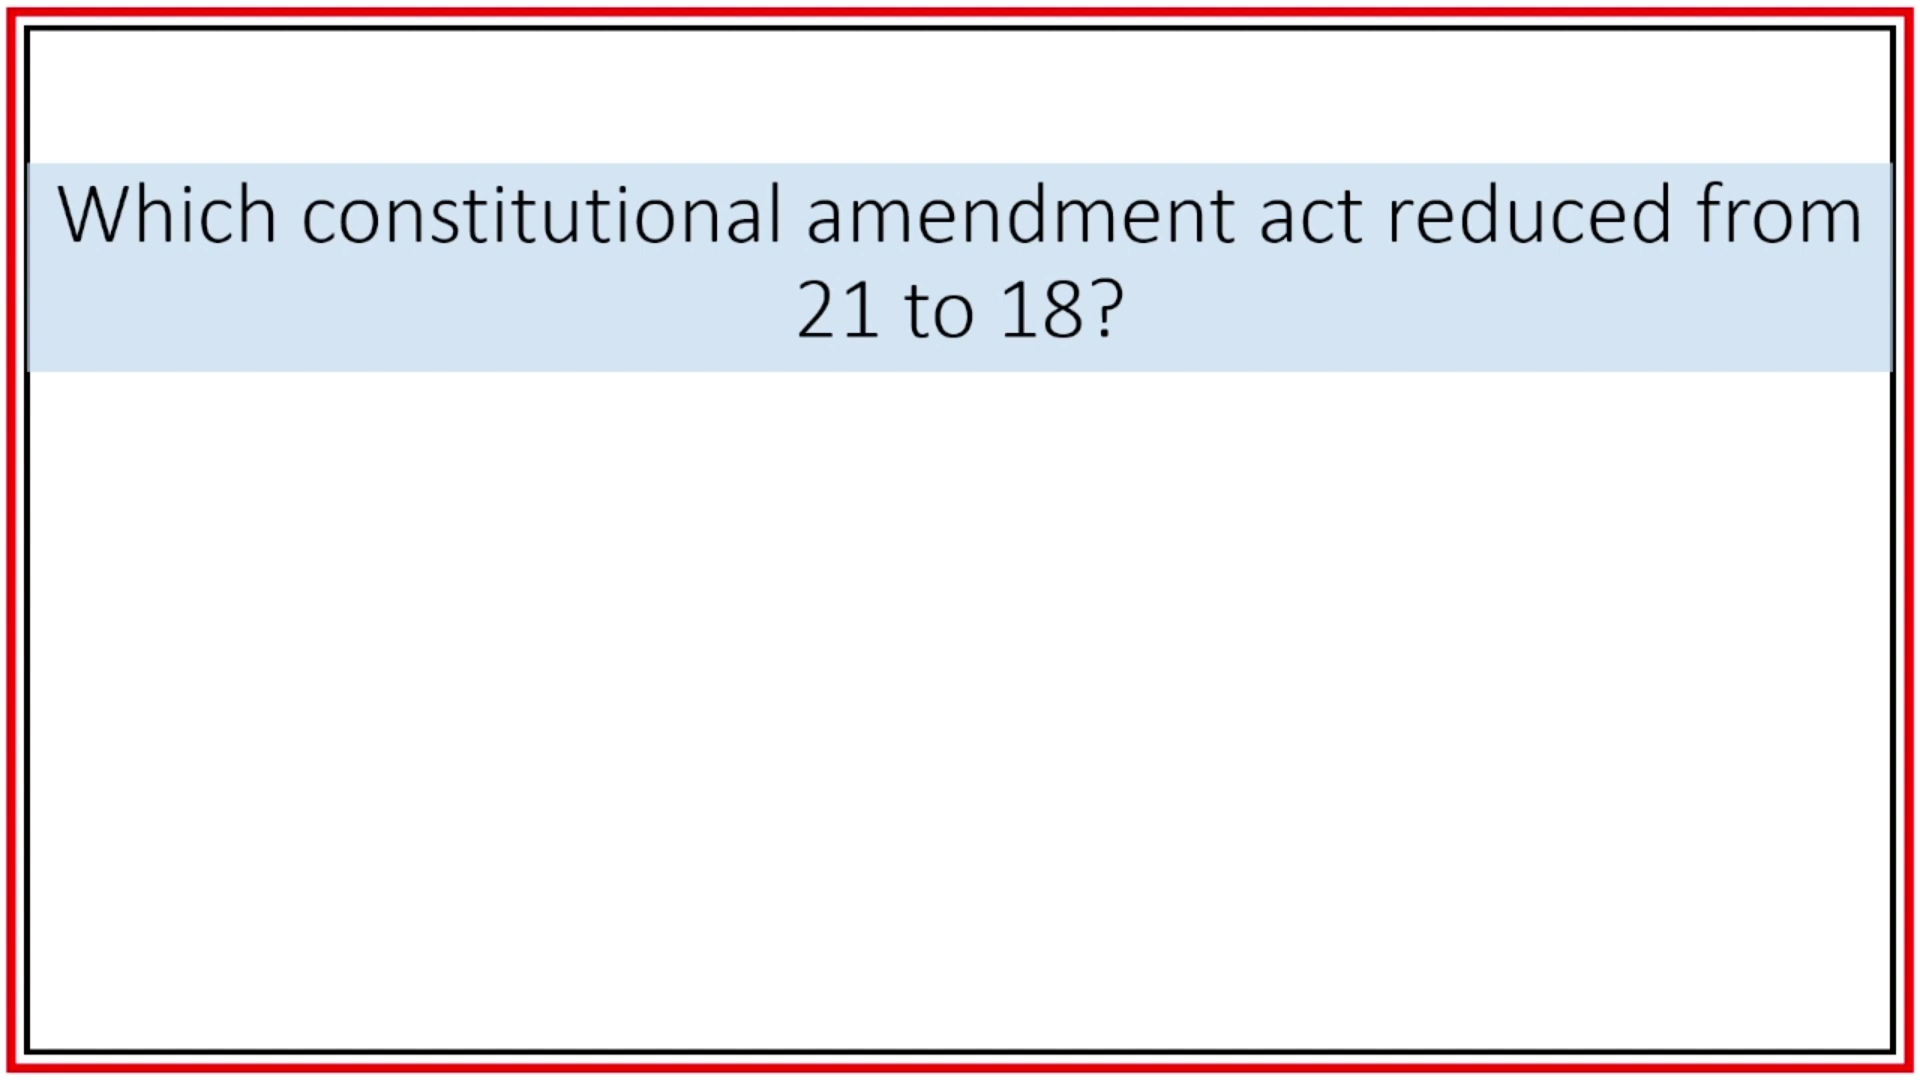 Which constitutional amendment act reduced from
21 to 18?